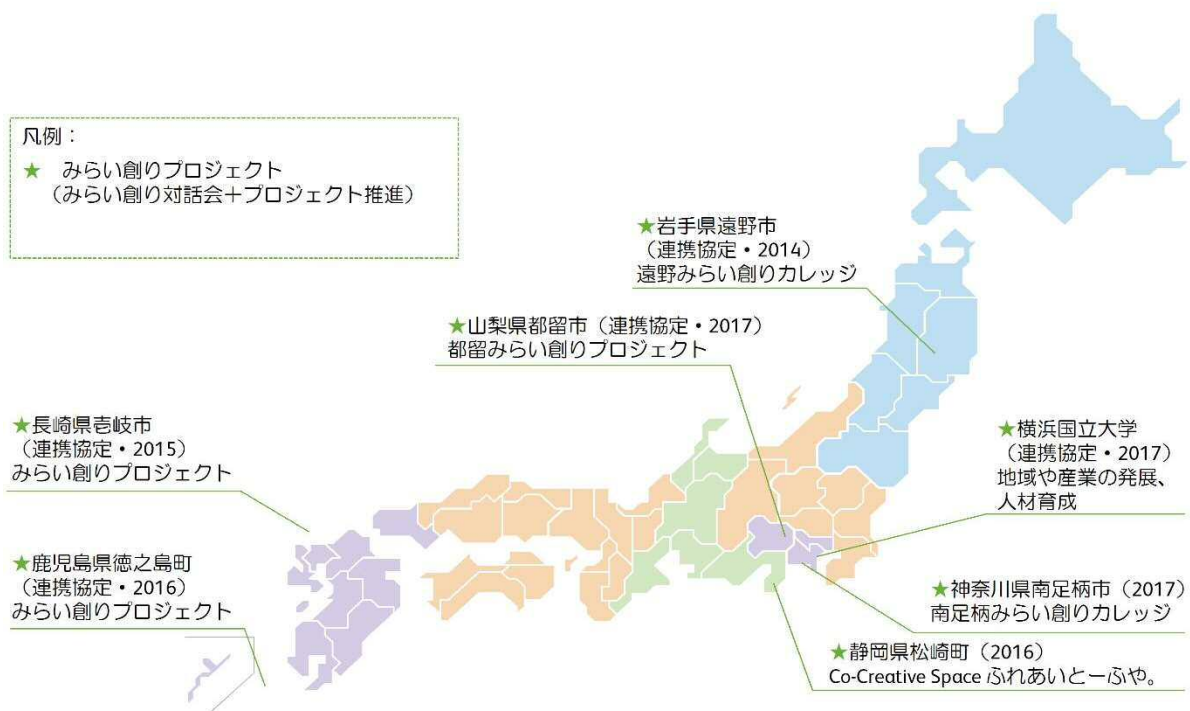 凡例：
★ みらい創りプロジェクト
（みらい創り対話会＋プロジェクト推進）
★岩手県遠野市
（連携協定・2014）
遠野みらい創りカレッジ
★山梨県都留市（連携協定・2017）
都留みらい創りプロジェクト
★長崎県壱岐市
（連携協定・2015）
みらい創りプロジェクト
★横浜国立大学
（連携協定・2017）
地域や産業の発展、
人材育成
★鹿児島県徳之島町
（連携協定・2016）
みらい創りプロジェクト
★神奈川県南足柄市（2017）
南足柄みらい創りカレッジ
★静岡県松崎町（2016）
Co-Creative Space ふれあいとーふや。